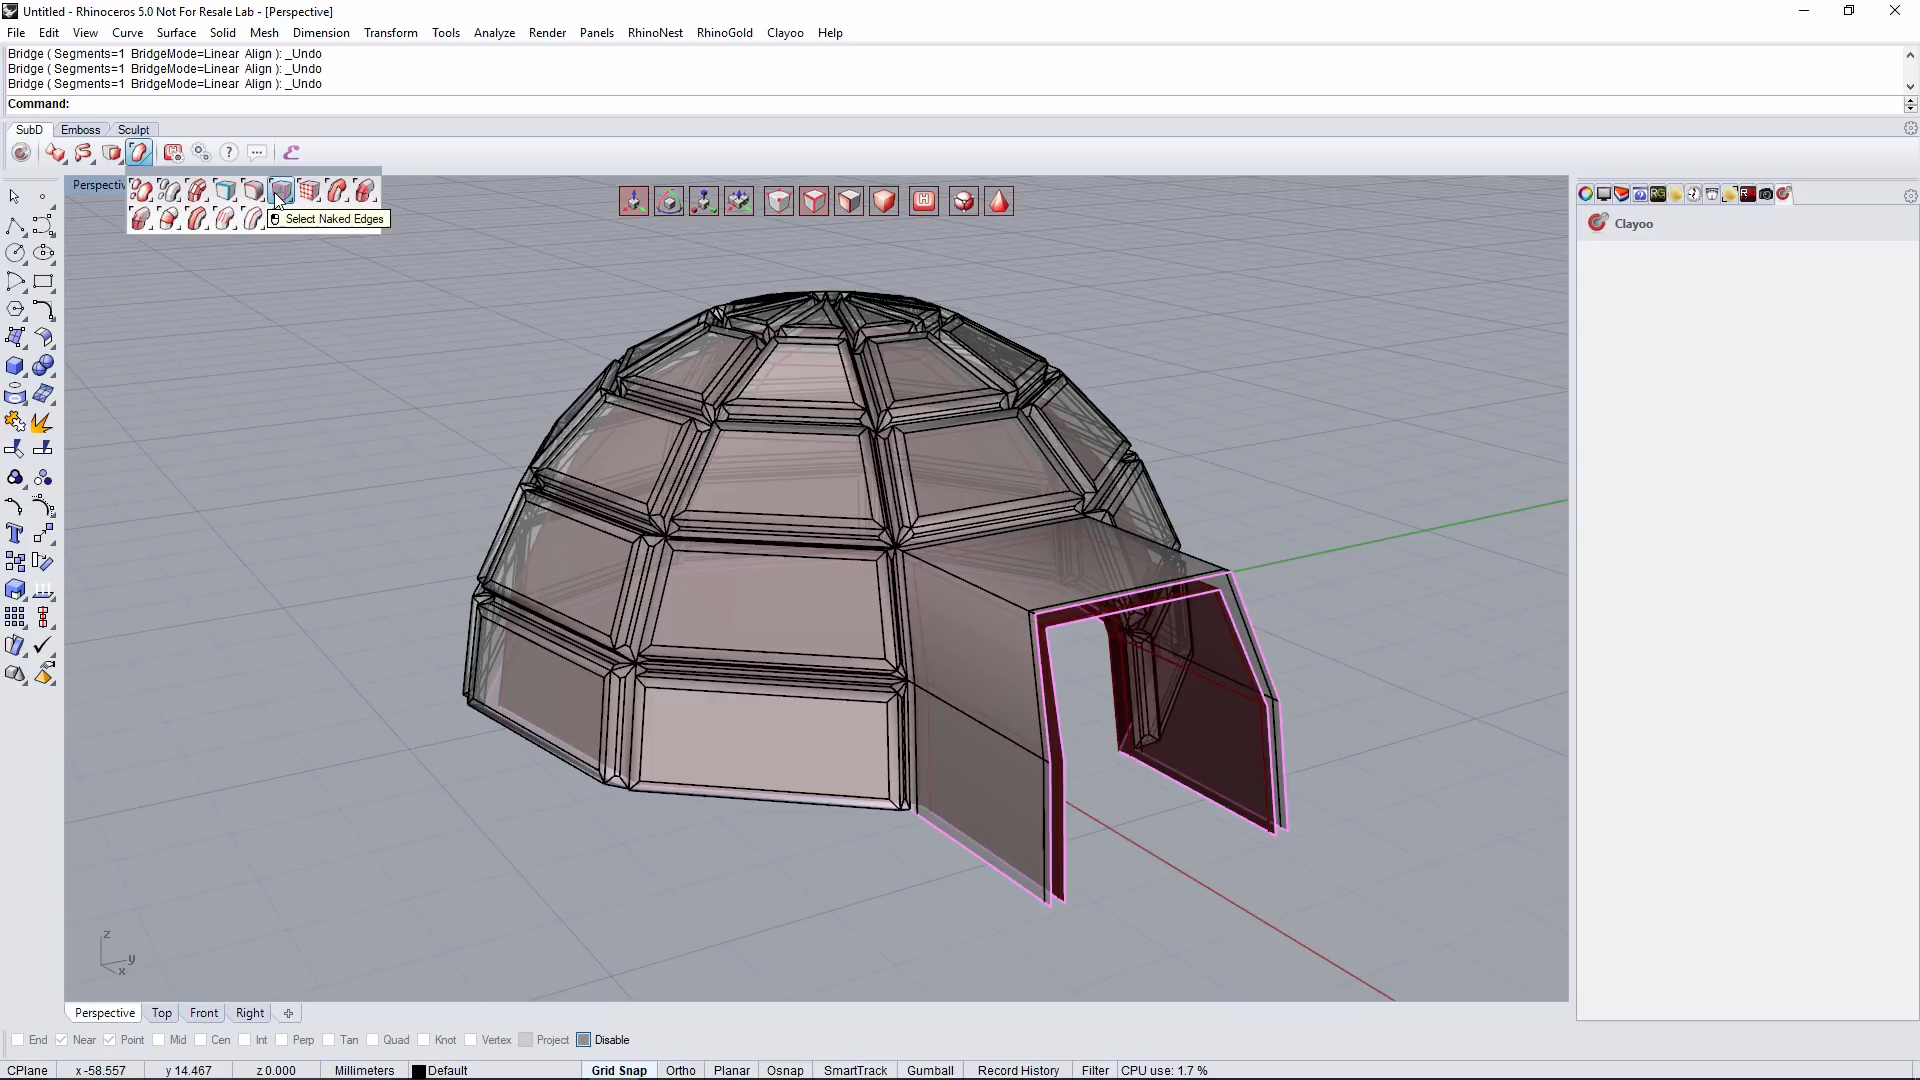 Untitled - Rhinoceros 5.0 Not For Resale Lab - [Perspective]
File Edit View Curve Surface Solid Mesh Dimension Transform Tools Analyze Render Panels RhinoNest RhinoGold Clayoo Help
Bridge ( Segments=1 BridgeMode=Linear Align ): _Undo
Bridge ( Segments=1 BridgeMode=Linear Align ): _Undo
Bridge ( Segments=1 BridgeMode=Linear Align ): _Undo
Command:
SubD Emboss Sculpt
Perspectiv
Select Naked Edges
Clayoo
z
y
x
Perspective Top Front Right
End Near Point Mid Cen Int Perp Tan Quad Knot Vertex Project Disable
CPlane x -58.557 y 14.467 z 0.000 Millimeters Default Grid Snap Ortho Planar Osnap SmartTrack Gumball Record History Filter CPU use: 1.7 %